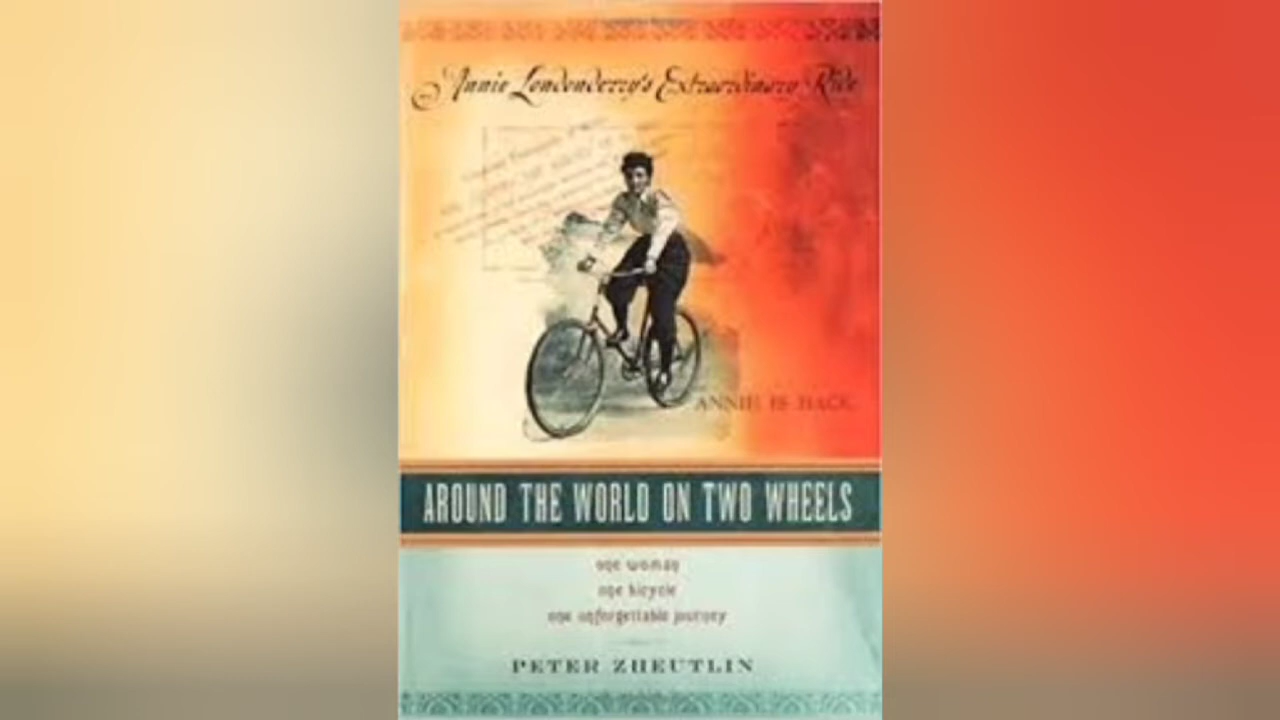 Annie Londonderry's Extraordinary Ride
ANNIE IS BACK.
AROUND THE WORLD ON TWO WHEELS
one woman
one bicycle
one unforgettable journey
PETER ZHEUTLIN